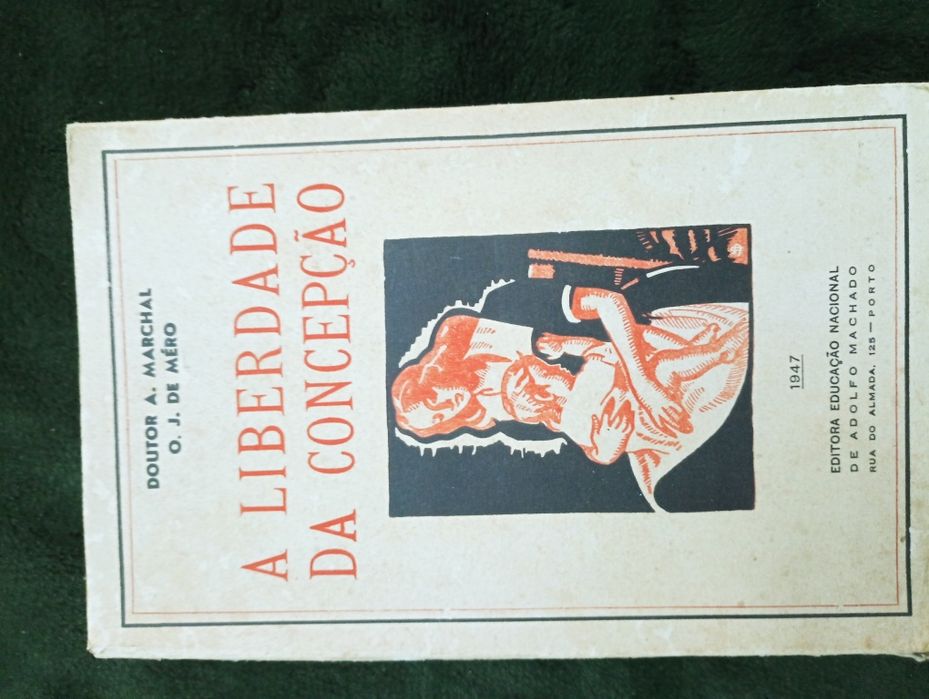 DOUTOR A. MARCHAL
O. J. DE MÉRO
A LIBERDADE
DA CONCEPÇÃO
1947
EDITORA EDUCAÇÃO NACIONAL
DE ADOLFO MACHADO
RUA DO ALMADA, 125 — PORTO